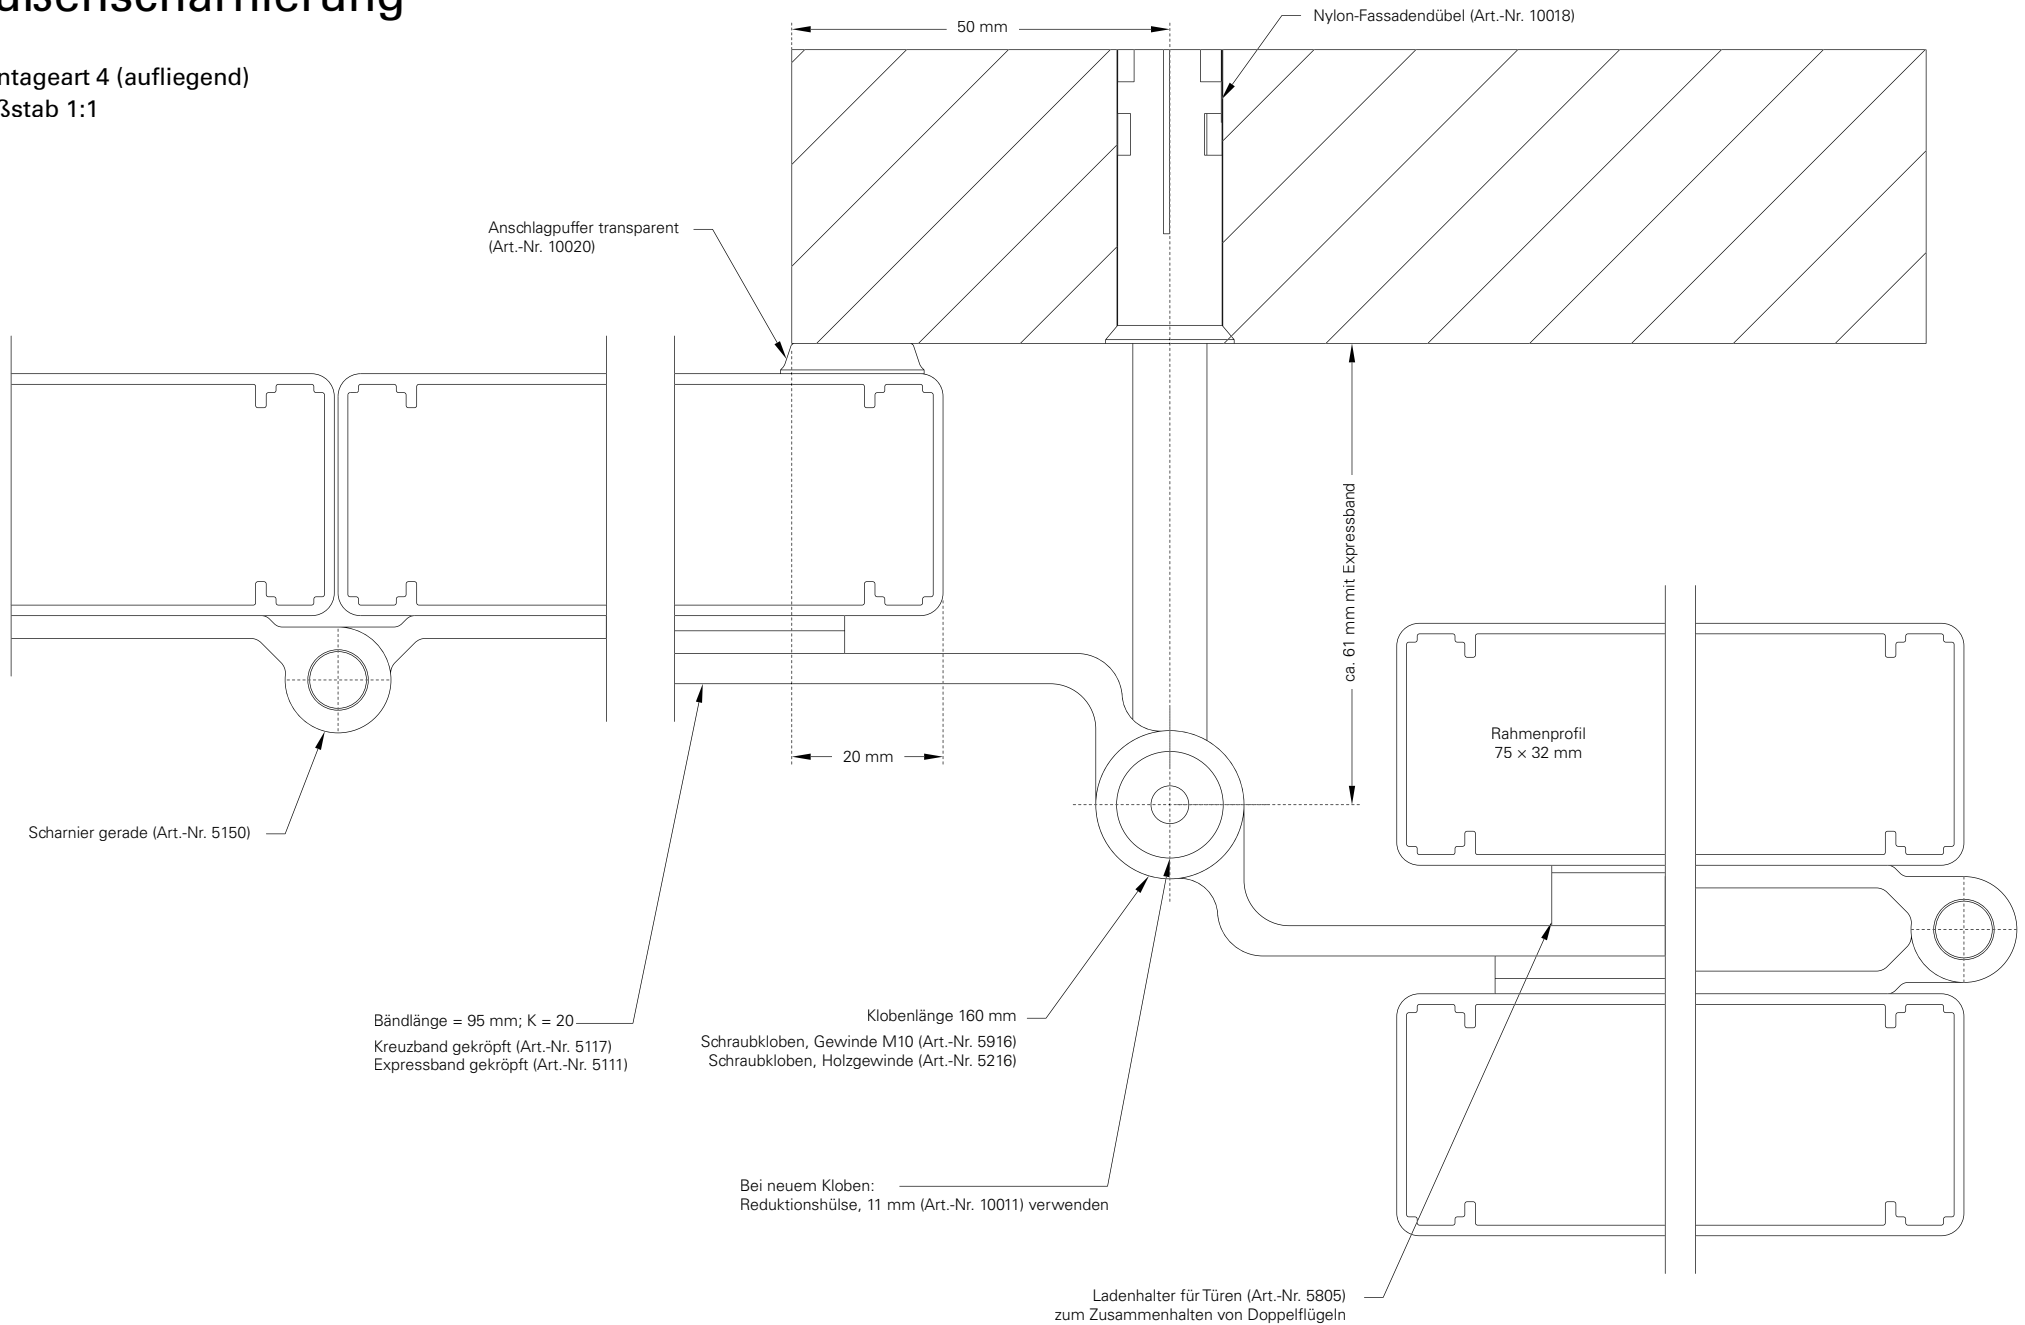 ußenscharnierung
ntageart 4 (aufliegend)
ßstab 1:1
50 mm
Nylon-Fassadendübel (Art.-Nr. 10018)
Anschlagpuffer transparent
(Art.-Nr. 10020)
ca. 61 mm mit Expressband
Rahmenprofil
75 × 32 mm
20 mm
Scharnier gerade (Art.-Nr. 5150)
Bändlänge = 95 mm; K = 20
Kreuzband gekröpft (Art.-Nr. 5117)
Expressband gekröpft (Art.-Nr. 5111)
Klobenlänge 160 mm
Schraubkloben, Gewinde M10 (Art.-Nr. 5916)
Schraubkloben, Holzgewinde (Art.-Nr. 5216)
Bei neuem Kloben:
Reduktionshülse, 11 mm (Art.-Nr. 10011) verwenden
Ladenhalter für Türen (Art.-Nr. 5805)
zum Zusammenhalten von Doppelflügeln